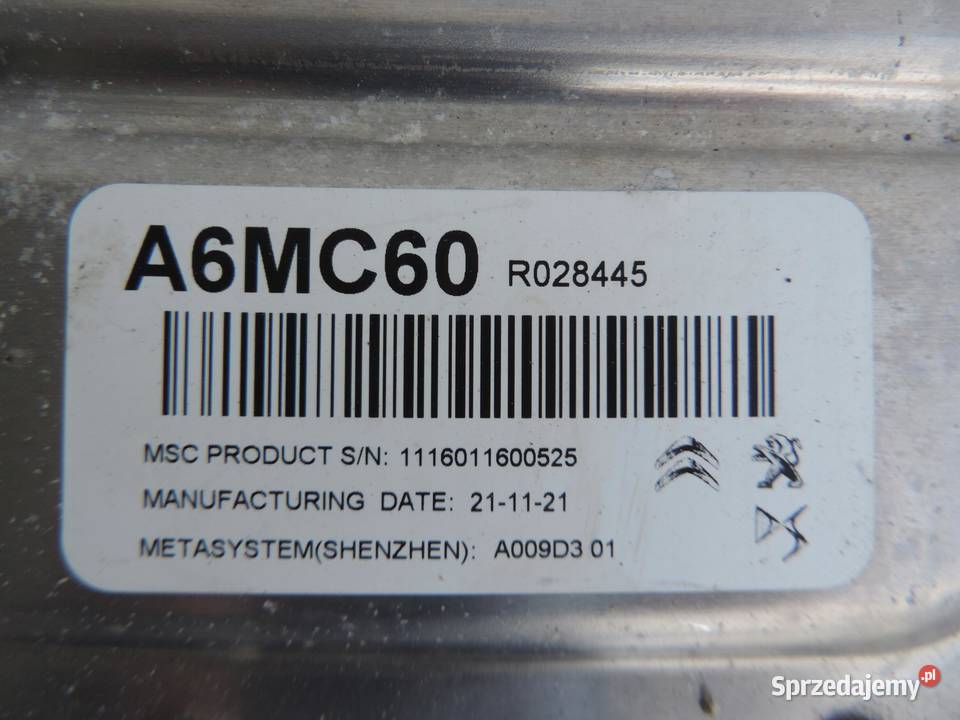 A6MC60 R028445
MSC PRODUCT S/N: 1116011600525
MANUFACTURING DATE: 21-11-21
METASYSTEM(SHENZHEN): A009D3 01
Sprzedajemy.pl